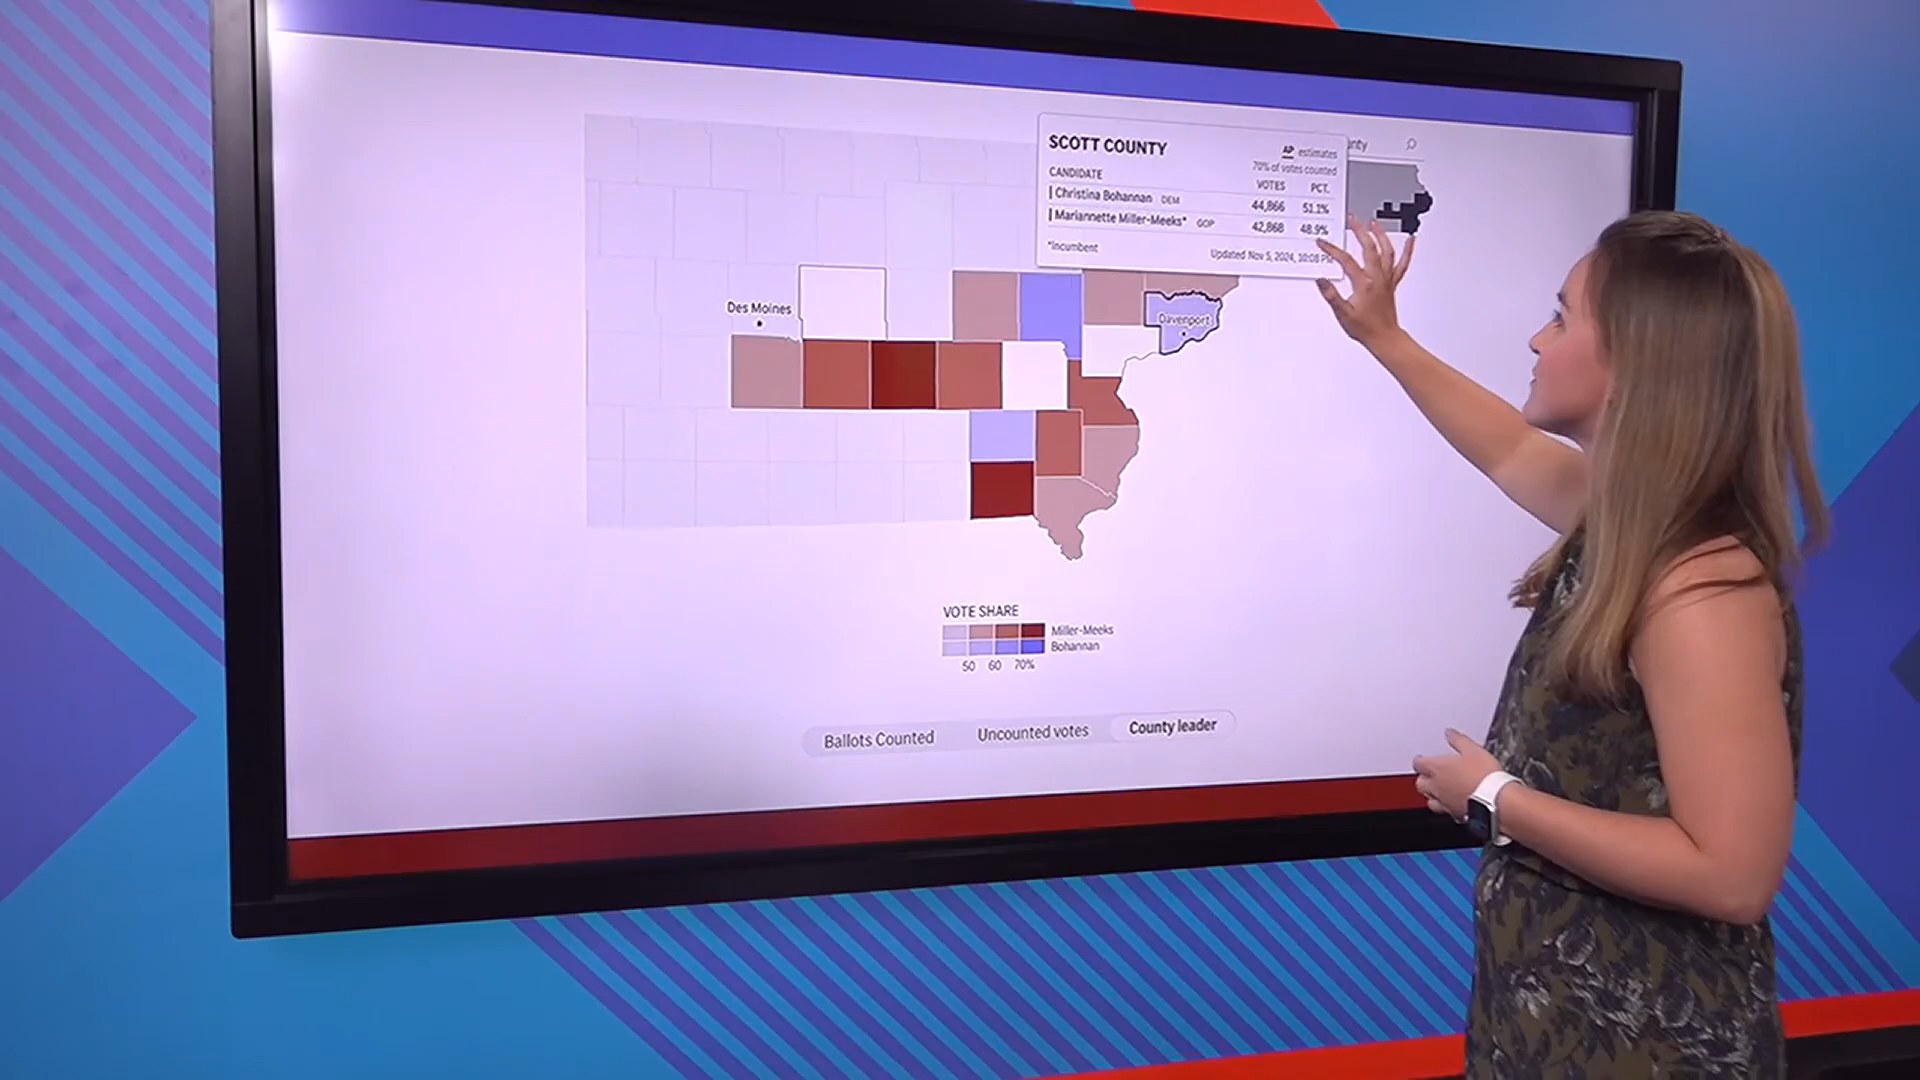 SCOTT COUNTY
AP estimates
70% of votes counted
CANDIDATE VOTES PCT.
Christina Bohannan DEM 44,866 51.1%
Mariannette Miller-Meeks* GOP 42,868 48.9%
*Incumbent
Updated Nov 5, 2024, 10:08 PM
Des Moines
Davenport
VOTE SHARE
Miller-Meeks
Bohannan
50 60 70%
Ballots Counted Uncounted votes County leader